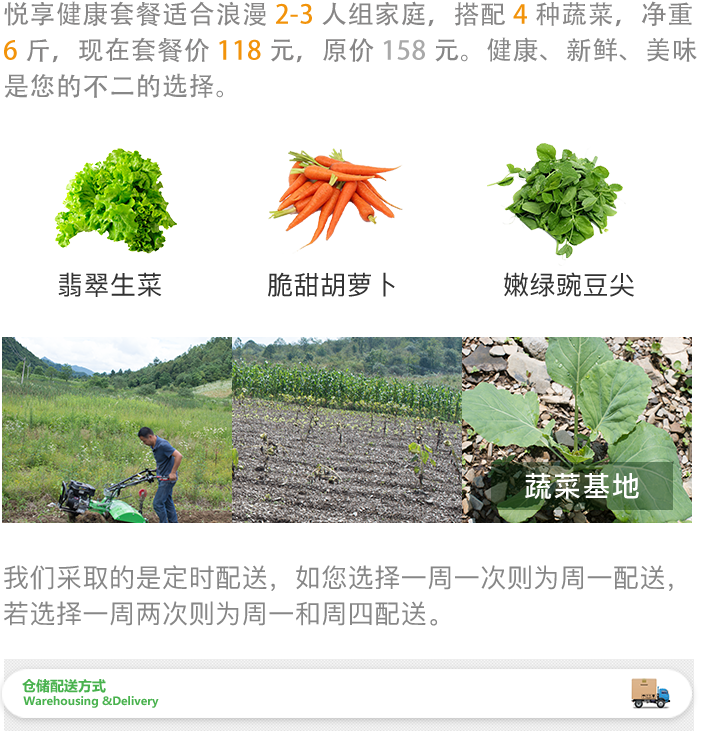 悦享健康套餐适合浪漫 2-3 人组家庭，搭配 4 种蔬菜，净重
6 斤，现在套餐价 118 元，原价 158 元。健康、新鲜、美味
是您的不二的选择。
翡翠生菜
脆甜胡萝卜
嫩绿豌豆尖
蔬菜基地
我们采取的是定时配送，如您选择一周一次则为周一配送，
若选择一周两次则为周一和周四配送。
仓储配送方式
Warehousing &Delivery